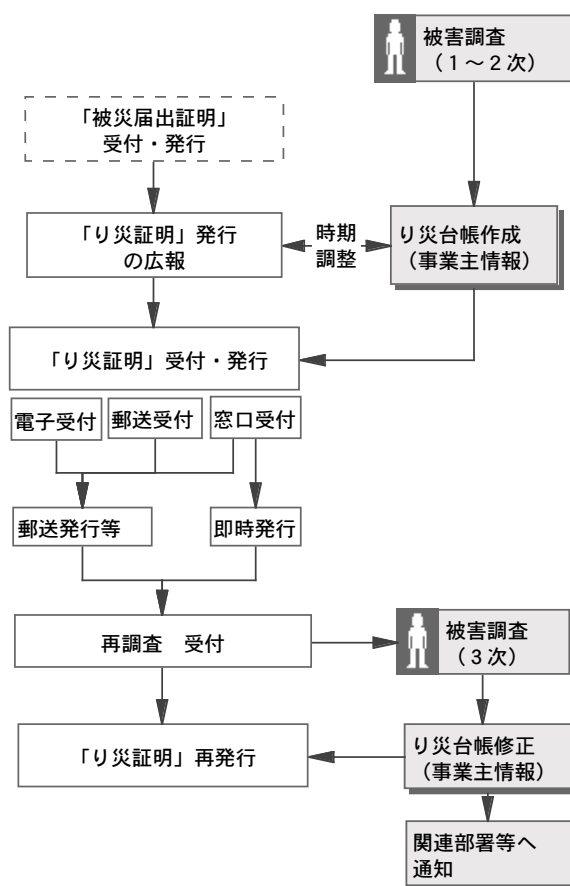 被害調査
（１～２次）
「被災届出証明」
受付・発行
「り災証明」発行
の広報
時期
調整
り災台帳作成
（事業主情報）
「り災証明」受付・発行
電子受付
郵送受付
窓口受付
郵送発行等
即時発行
再調査　受付
被害調査
（３次）
「り災証明」再発行
り災台帳修正
（事業主情報）
関連部署等へ
通知